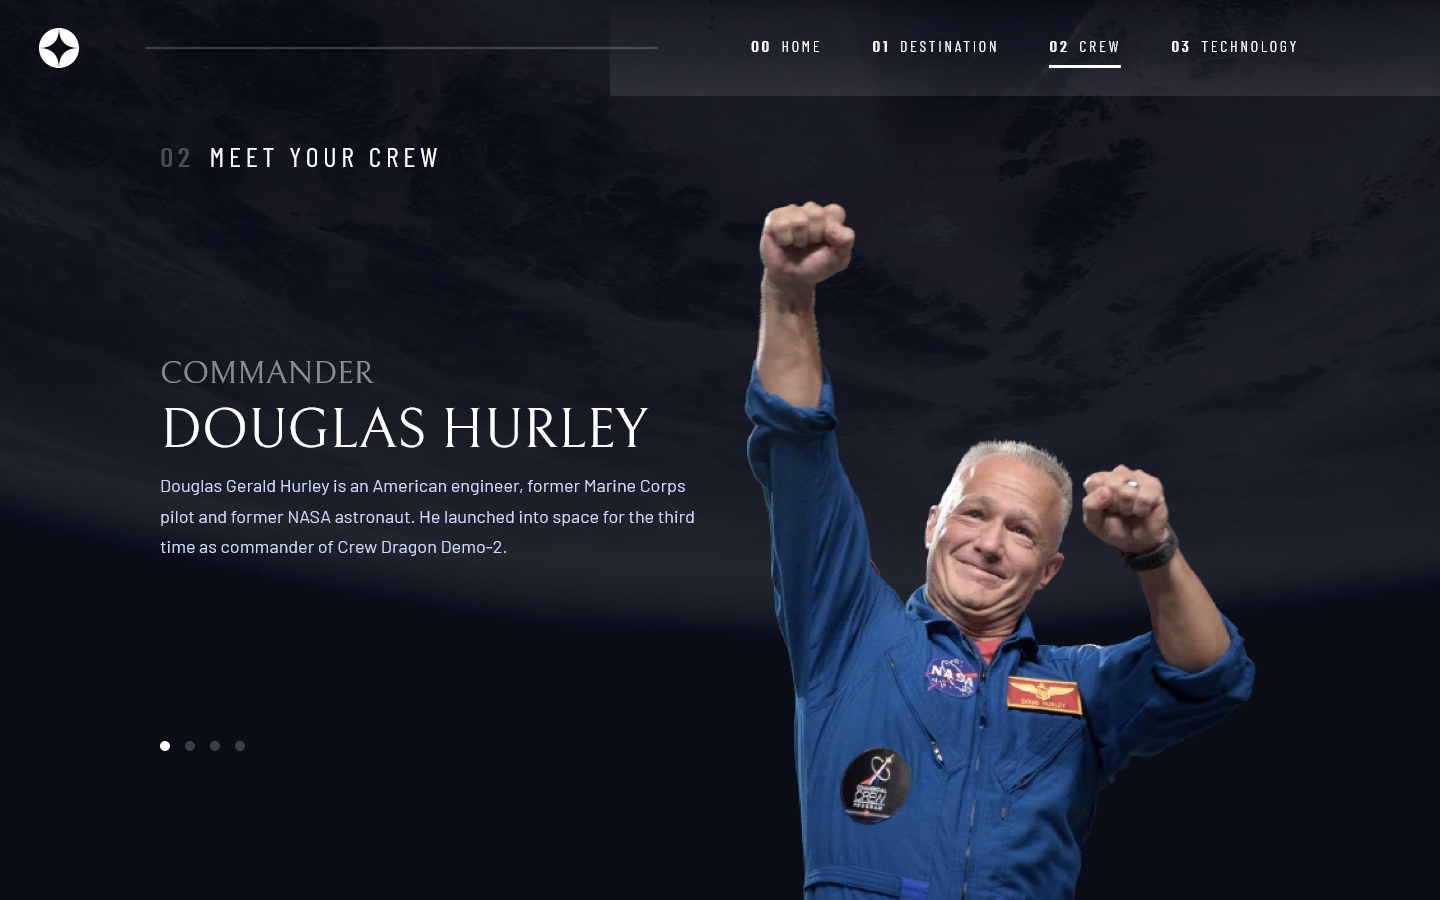 00 HOME 01 DESTINATION 02 CREW 03 TECHNOLOGY
02 MEET YOUR CREW
COMMANDER
DOUGLAS HURLEY
Douglas Gerald Hurley is an American engineer, former Marine Corps
pilot and former NASA astronaut. He launched into space for the third
time as commander of Crew Dragon Demo-2.
NASA
DOUG HURLEY
COMMERCIAL
CREW
PROGRAM